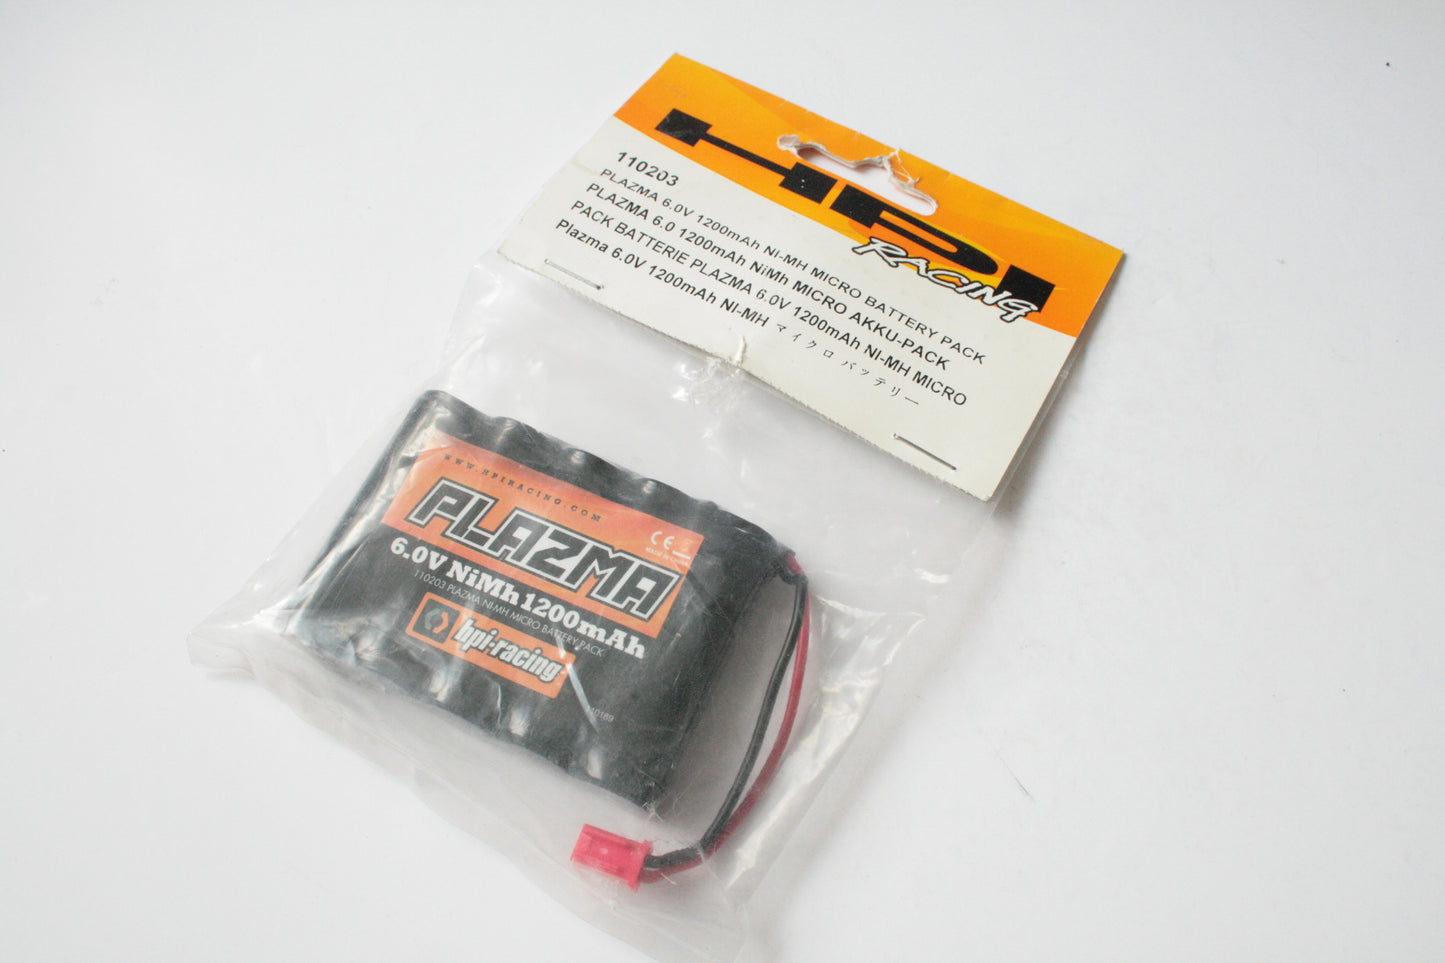 HPI
RACING
110203
PLAZMA 6.0V 1200mAh NI-MH MICRO BATTERY PACK
PLAZMA 6.0 1200mAh NiMh MICRO AKKU-PACK
PACK BATTERIE PLAZMA 6.0V 1200mAh NI-MH MICRO
Plazma 6.0V 1200mAh NI-MH マイクロバッテリー
WWW.HPIRACING.COM
PLAZMA
CE
6.0V NiMh 1200mAh
110203 PLAZMA NI-MH MICRO BATTERY PACK
hpi-racing